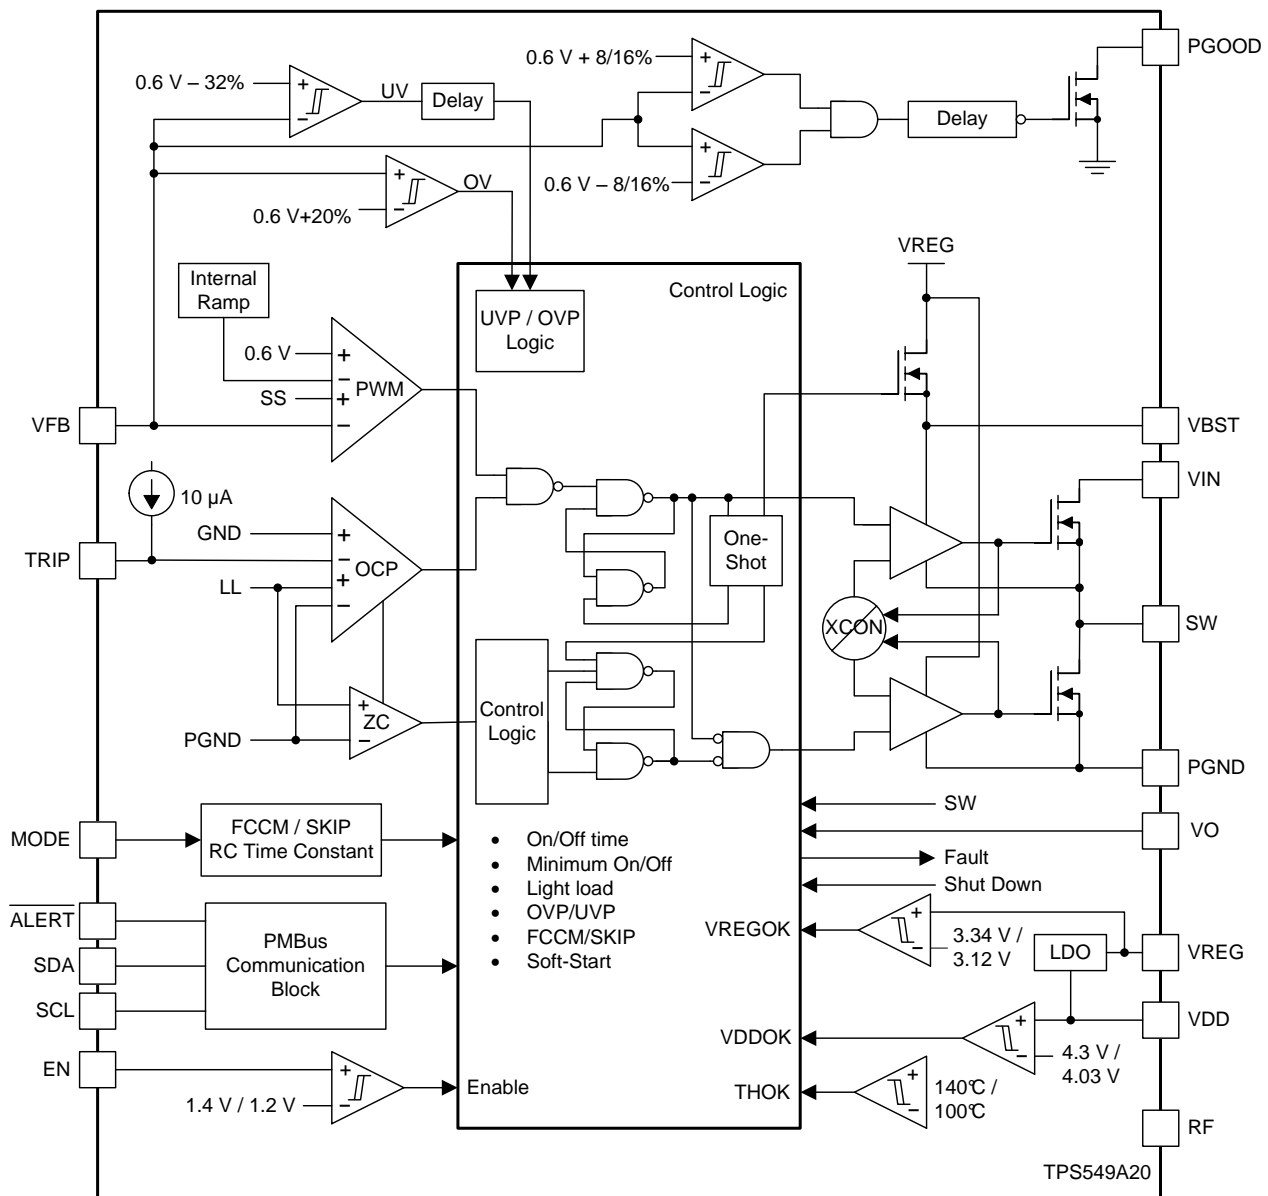 PGOOD
0.6 V + 8/16%
0.6 V – 32%
UV
Delay
Delay
OV
0.6 V – 8/16%
0.6 V+20%
VREG
Internal
Ramp
Control Logic
UVP / OVP
Logic
0.6 V
PWM
SS
VFB
VBST
VIN
10 µA
GND
One-
Shot
TRIP
OCP
LL
XCON
SW
Control
Logic
ZC
PGND
PGND
SW
MODE
FCCM / SKIP
RC Time Constant
VO
• On/Off time
• Minimum On/Off
• Light load
• OVP/UVP
• FCCM/SKIP
• Soft-Start
Fault
Shut Down
ALERT
SDA
SCL
PMBus
Communication
Block
VREGOK
3.34 V /
3.12 V
LDO
VREG
VDD
VDDOK
4.3 V /
4.03 V
EN
1.4 V / 1.2 V
Enable
THOK
140°C /
100°C
RF
TPS549A20